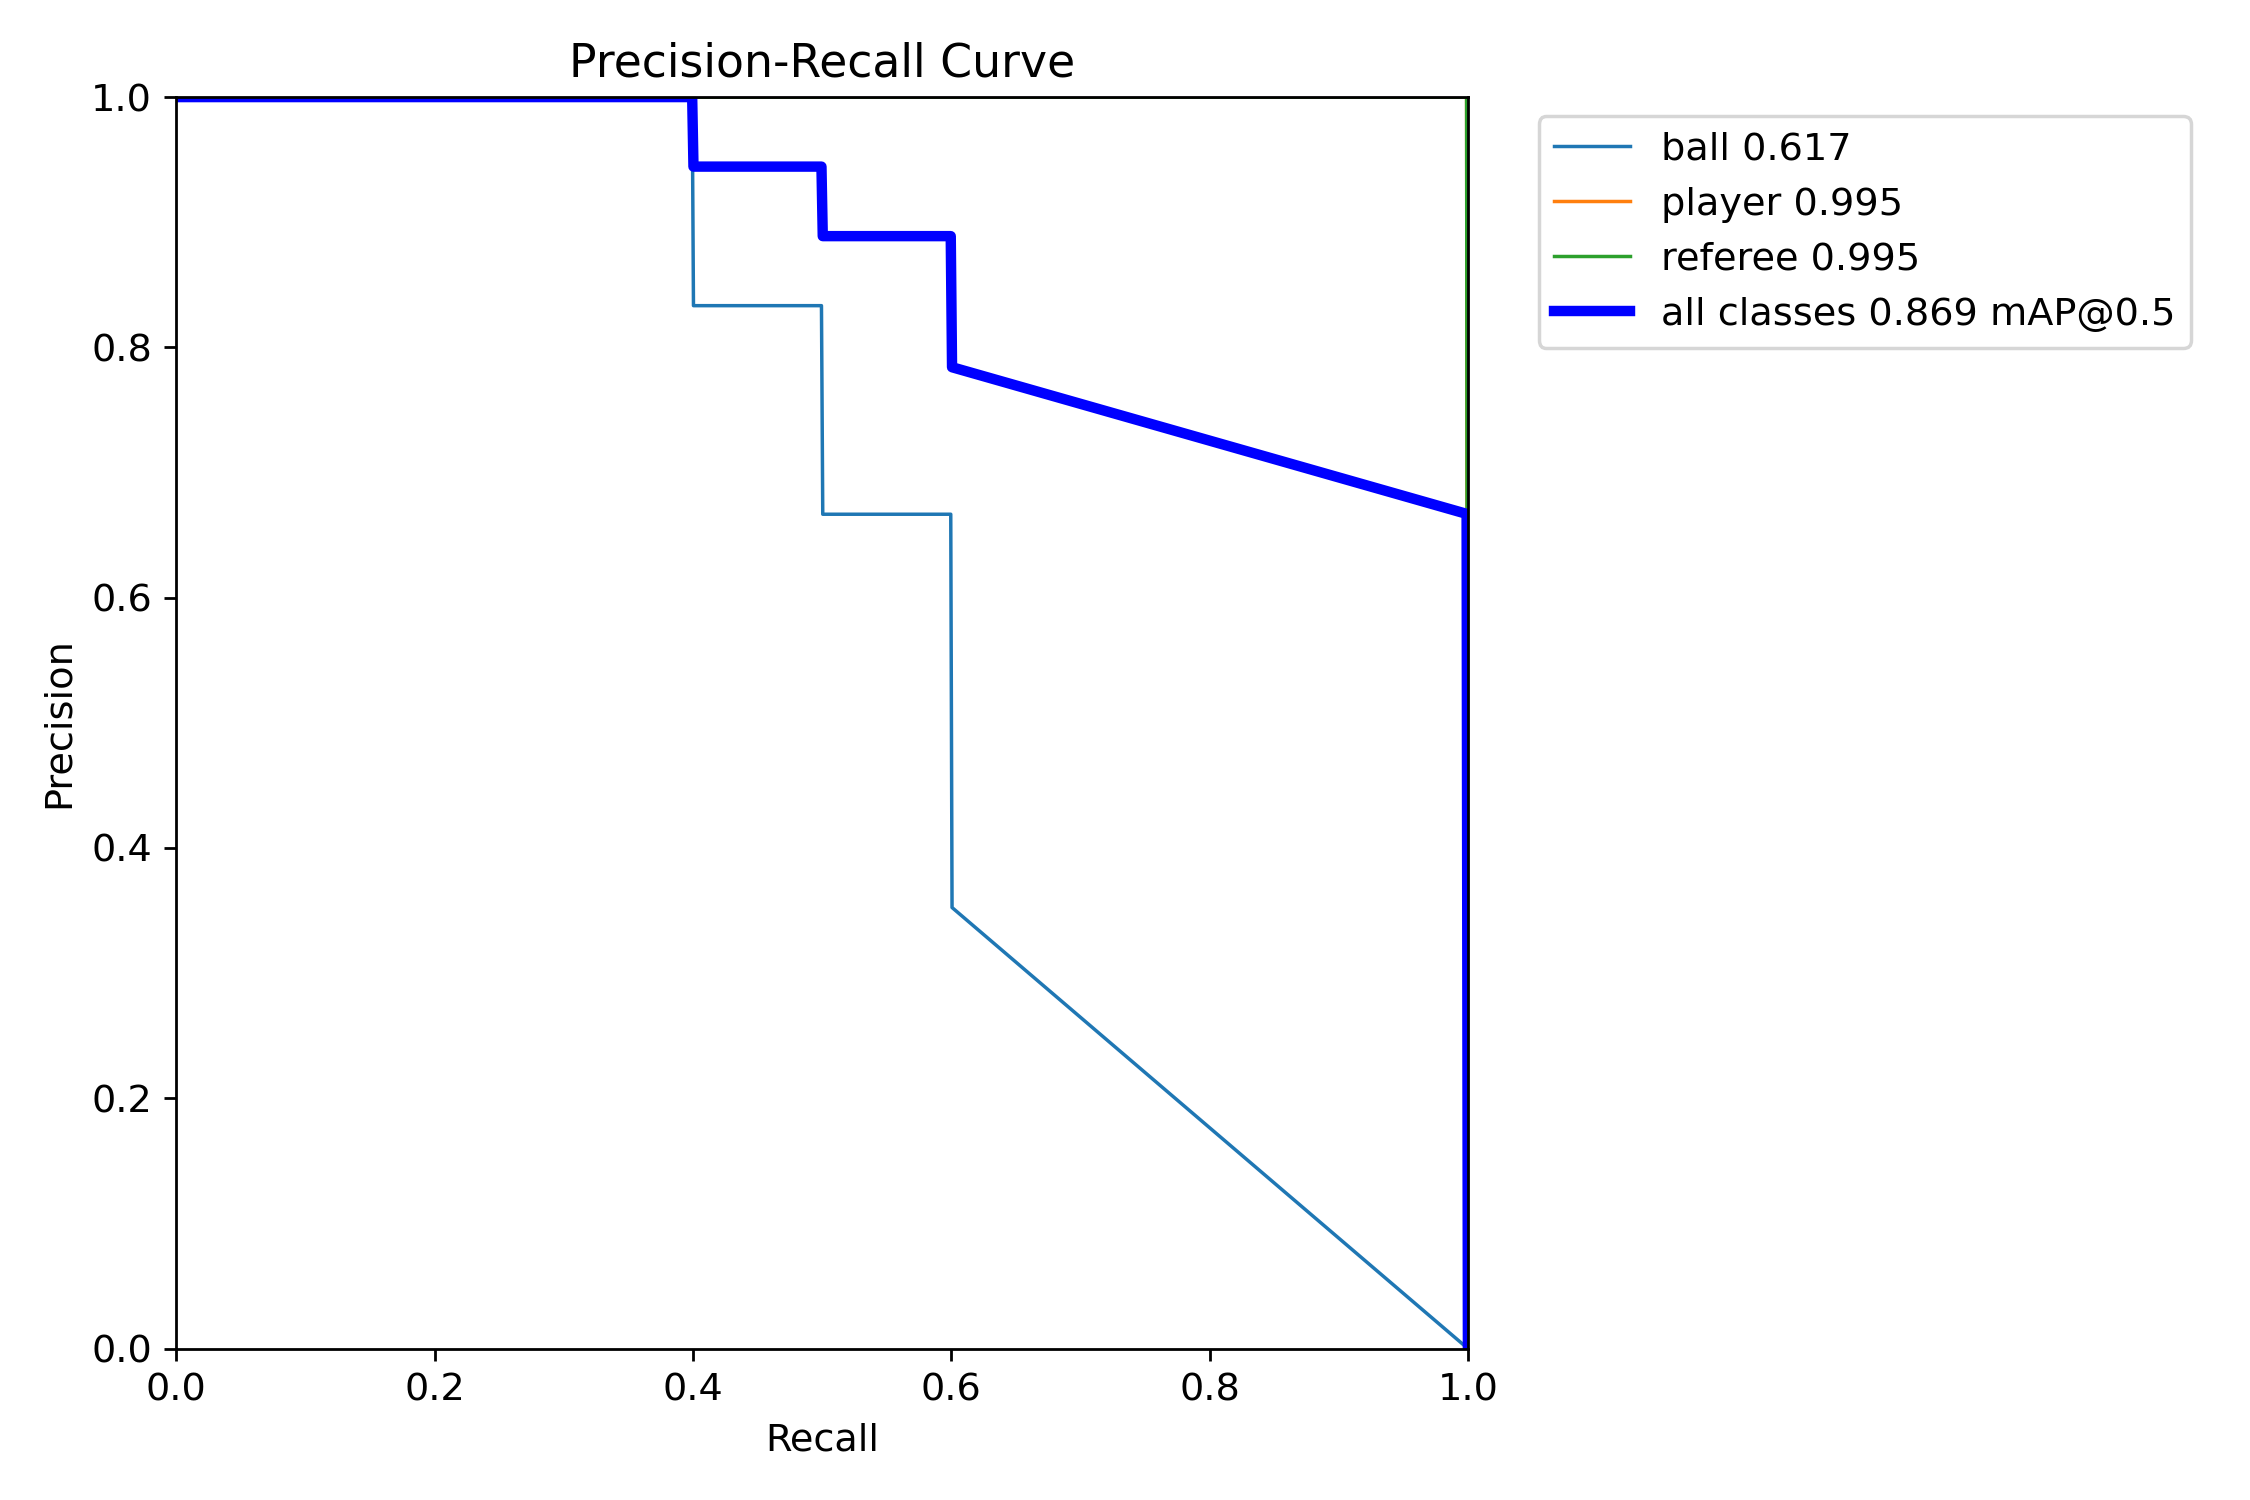 Precision-Recall Curve
1.0
0.8
0.6
0.4
0.2
0.0
Precision
0.0 0.2 0.4 0.6 0.8 1.0
Recall
ball 0.617
player 0.995
referee 0.995
all classes 0.869 mAP@0.5